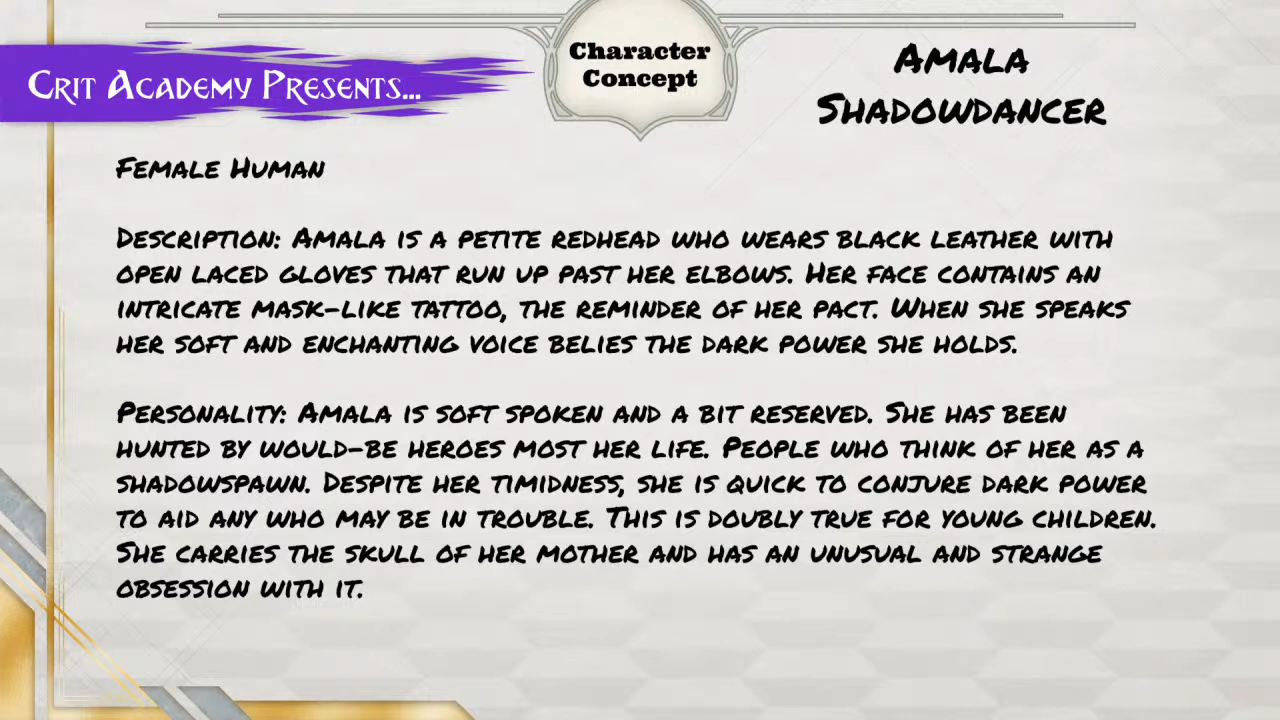 Crit Academy Presents...
Character
Concept
Amala
Shadowdancer
Female Human
Description: Amala is a petite redhead who wears black leather with
open laced gloves that run up past her elbows. Her face contains an
intricate mask-like tattoo, the reminder of her pact. When she speaks
her soft and enchanting voice belies the dark power she holds.
Personality: Amala is soft spoken and a bit reserved. She has been
hunted by would-be heroes most her life. People who think of her as a
shadowspawn. Despite her timidness, she is quick to conjure dark power
to aid any who may be in trouble. This is doubly true for young children.
She carries the skull of her mother and has an unusual and strange
obsession with it.